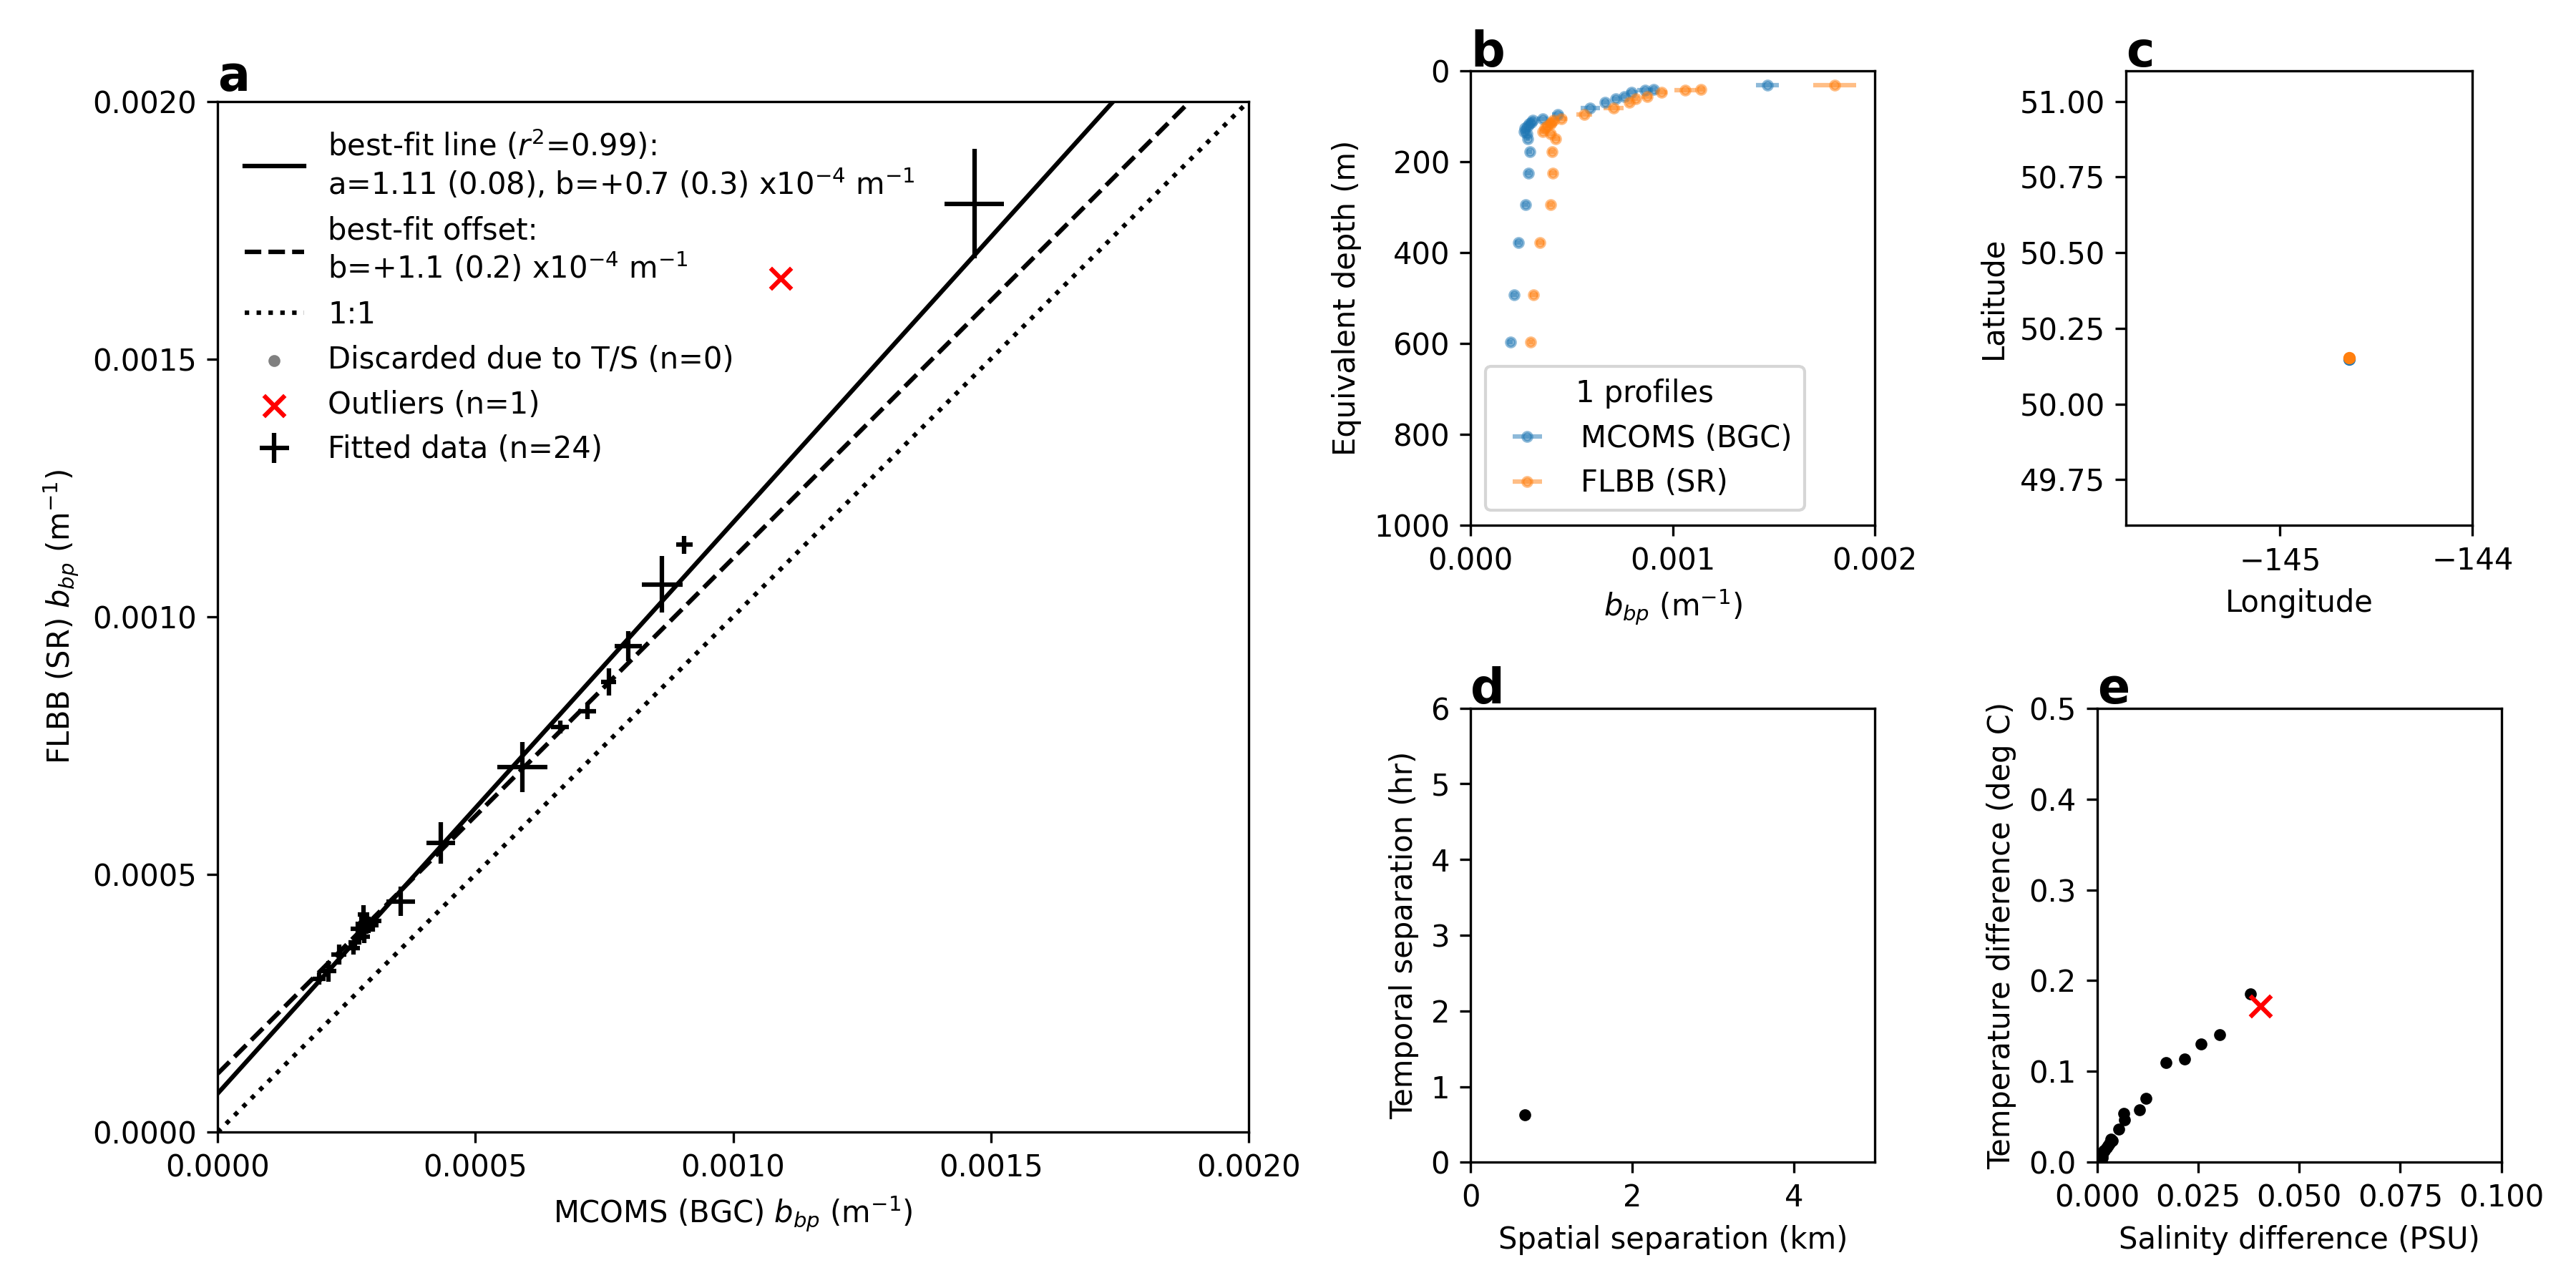 a
0.0020
0.0015
0.0010
0.0005
0.0000
FLBB (SR) b_bp (m⁻¹)
best-fit line (r²=0.99):
a=1.11 (0.08), b=+0.7 (0.3) x10⁻⁴ m⁻¹
best-fit offset:
b=+1.1 (0.2) x10⁻⁴ m⁻¹
1:1
Discarded due to T/S (n=0)
Outliers (n=1)
Fitted data (n=24)
0.0000 0.0005 0.0010 0.0015 0.0020
MCOMS (BGC) b_bp (m⁻¹)
b
0
200
400
600
800
1000
Equivalent depth (m)
1 profiles
MCOMS (BGC)
FLBB (SR)
0.000 0.001 0.002
b_bp (m⁻¹)
c
51.00
50.75
50.50
50.25
50.00
49.75
Latitude
−145 −144
Longitude
d
6
5
4
3
2
1
0
Temporal separation (hr)
0 2 4
Spatial separation (km)
e
0.5
0.4
0.3
0.2
0.1
0.0
Temperature difference (deg C)
0.000 0.025 0.050 0.075 0.100
Salinity difference (PSU)